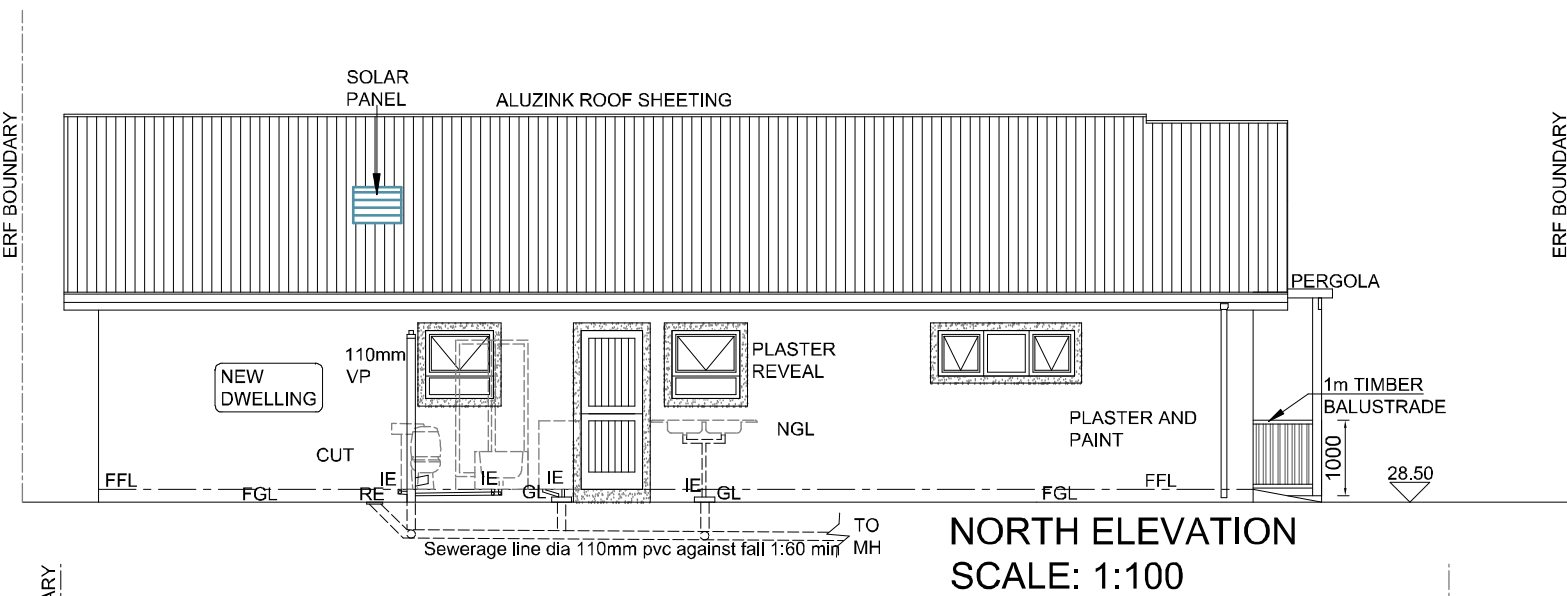 SOLAR
PANEL
ALUZINK ROOF SHEETING
ERF BOUNDARY
ERF BOUNDARY
PERGOLA
110mm
VP
PLASTER
REVEAL
NEW
DWELLING
1m TIMBER
BALUSTRADE
PLASTER AND
PAINT
NGL
CUT
1000
28.50
FFL
IE
IE
IE
IE
FFL
FGL
RE
GL
GL
FGL
TO
MH
Sewerage line dia 110mm pvc against fall 1:60 min
NORTH ELEVATION
SCALE: 1:100
ARY